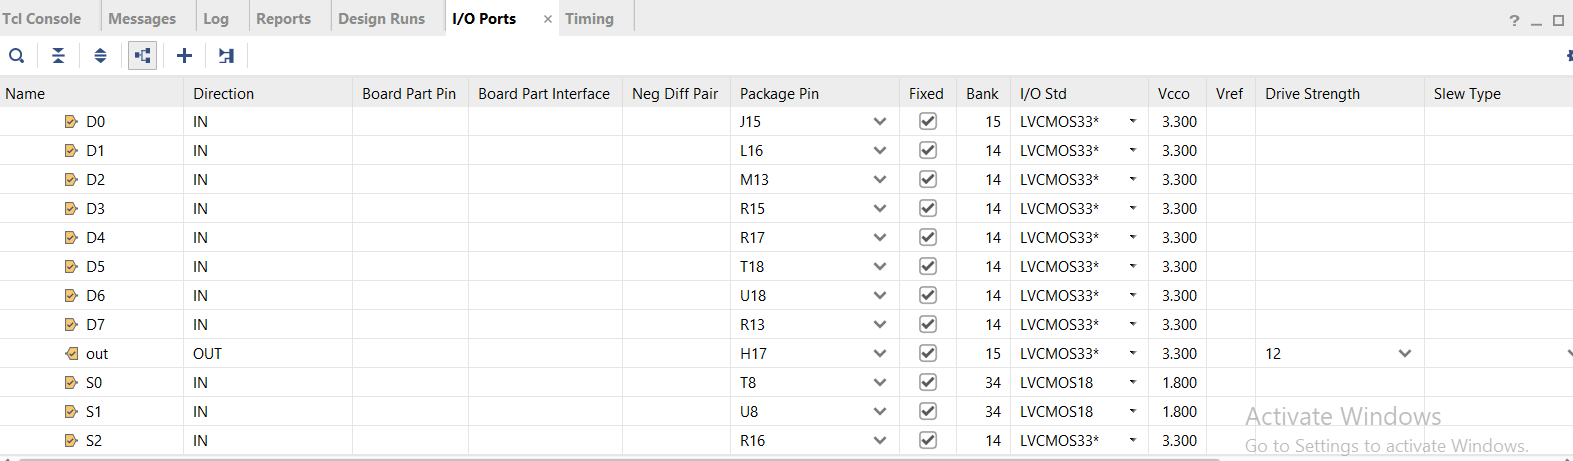 Tcl Console Messages Log Reports Design Runs I/O Ports × Timing ? _
Name Direction Board Part Pin Board Part Interface Neg Diff Pair Package Pin Fixed Bank I/O Std Vcco Vref Drive Strength Slew Type
D0 IN J15 15 LVCMOS33* 3.300
D1 IN L16 14 LVCMOS33* 3.300
D2 IN M13 14 LVCMOS33* 3.300
D3 IN R15 14 LVCMOS33* 3.300
D4 IN R17 14 LVCMOS33* 3.300
D5 IN T18 14 LVCMOS33* 3.300
D6 IN U18 14 LVCMOS33* 3.300
D7 IN R13 14 LVCMOS33* 3.300
out OUT H17 15 LVCMOS33* 3.300 12
S0 IN T8 34 LVCMOS18 1.800
S1 IN U8 34 LVCMOS18 1.800
S2 IN R16 14 LVCMOS33* 3.300
Activate Windows
Go to Settings to activate Windows.